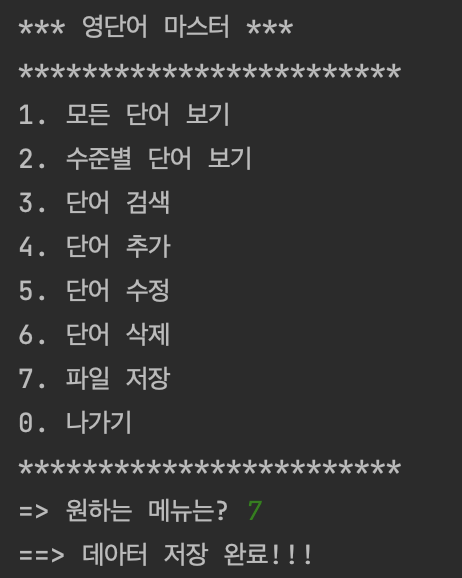 *** 영단어 마스터 ***
************************
1. 모든 단어 보기
2. 수준별 단어 보기
3. 단어 검색
4. 단어 추가
5. 단어 수정
6. 단어 삭제
7. 파일 저장
0. 나가기
************************
=> 원하는 메뉴는? 7
==> 데아터 저장 완료!!!